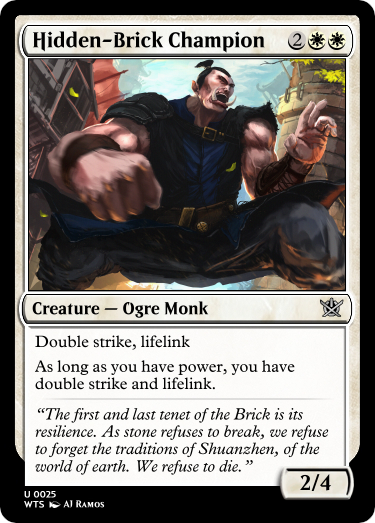 Hidden-Brick Champion 2
Creature — Ogre Monk
Double strike, lifelink
As long as you have power, you have
double strike and lifelink.
“The first and last tenet of the Brick is its
resilience. As stone refuses to break, we refuse
to forget the traditions of Shuanzhen, of the
world of earth. We refuse to die.”
2/4
U 0025
WTS AJ Ramos